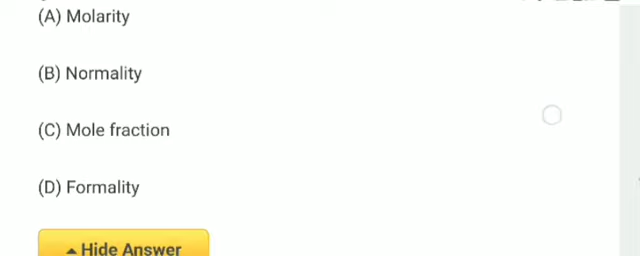 (A) Molarity
(B) Normality
(C) Mole fraction
(D) Formality
Hide Answer